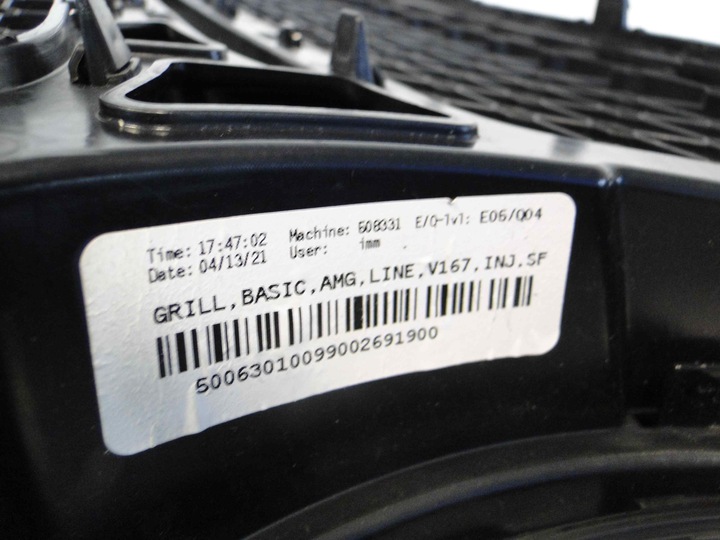 Time: 17:47:02 Machine: 608331 E/Q-lvl: E06/Q04
Date: 04/13/21 User: imm
GRILL,BASIC,AMG,LINE,V167,INJ,SF
50063010099002691900